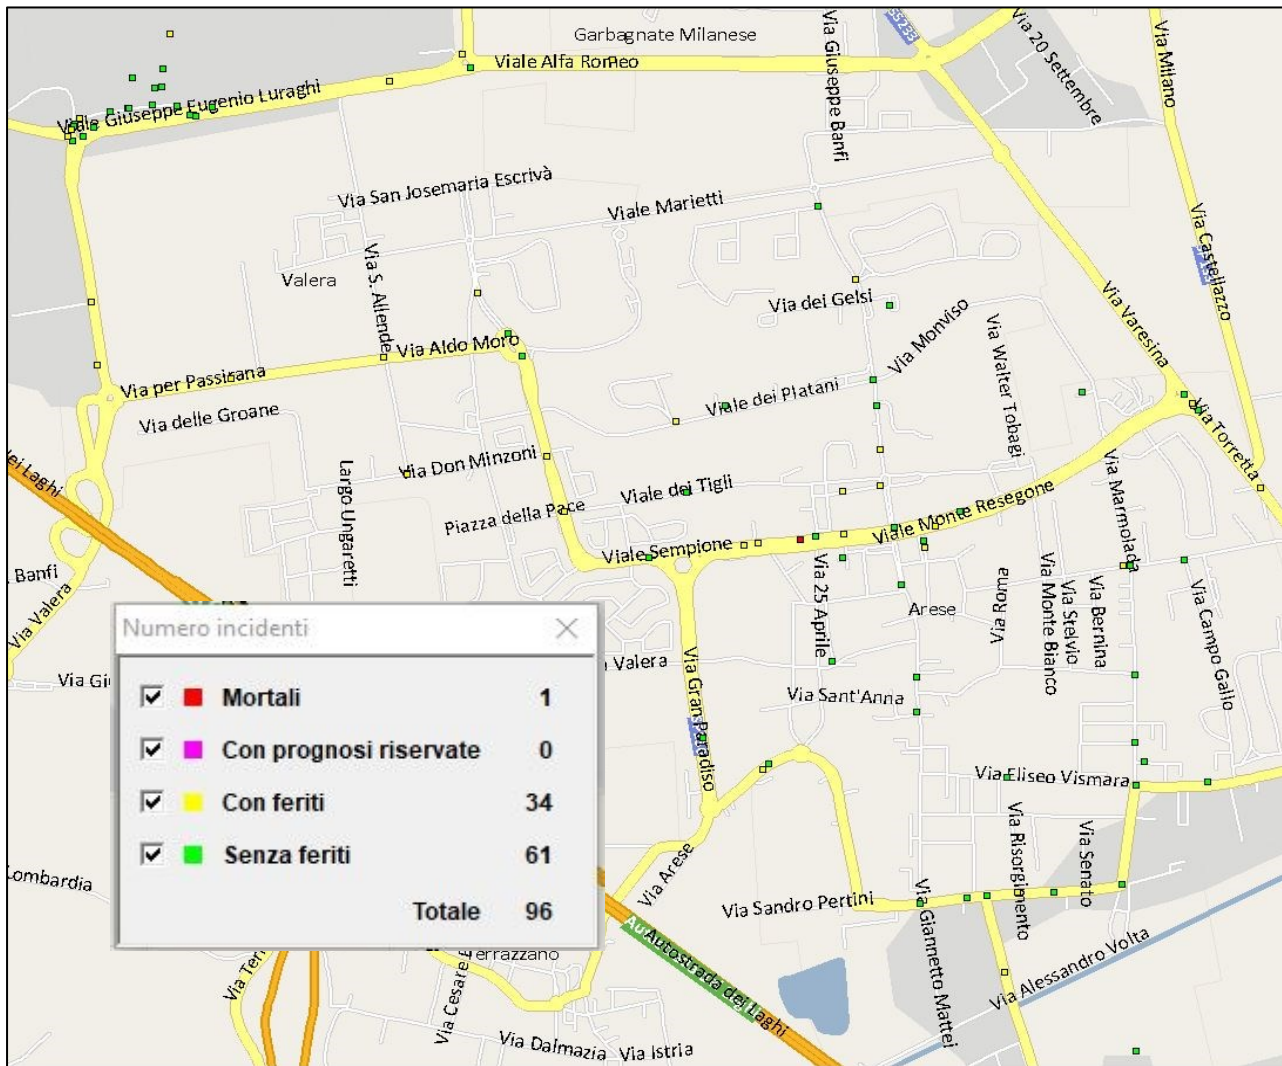 Garbagnate Milanese
SS233
Via 20 Settembre
Via Milano
Viale Alfa Romeo
Via Giuseppe Banfi
Viale Giuseppe Eugenio Luraghi
Via San Josemaria Escrivà
Viale Marietti
Via Castellazzo
Valera
Via S. Allende
Via dei Gelsi
Via Monviso
Via Varesina
Via Walter Tobagi
Via Aldo Moro
Via per Passirana
Viale dei Platani
Via delle Groane
Via Torretta
dei Laghi
Largo Ungaretti
Via Don Minzoni
Viale dei Tigli
Piazza della Pace
Viale Monte Resegone
Via Marmolada
Viale Sempione
Via 25 Aprile
Banfi
Via Valera
Arese
Via Roma
Via Monte Bianco
Via Stelvio
Via Bernina
Via Campo Gallo
Valera
Via Gran Paradiso
Via Sant'Anna
Numero incidenti
Mortali 1
Con prognosi riservate 0
Con feriti 34
Senza feriti 61
Totale 96
Via Eliseo Vismara
Via Risorgimento
Via Senato
Via Arese
Lombardia
Via Sandro Pertini
Via Giannetto Mattei
Via Alessandro Volta
Autostrada dei Laghi
Terrazzano
Via Cesare
Via Dalmazia
Via Istria